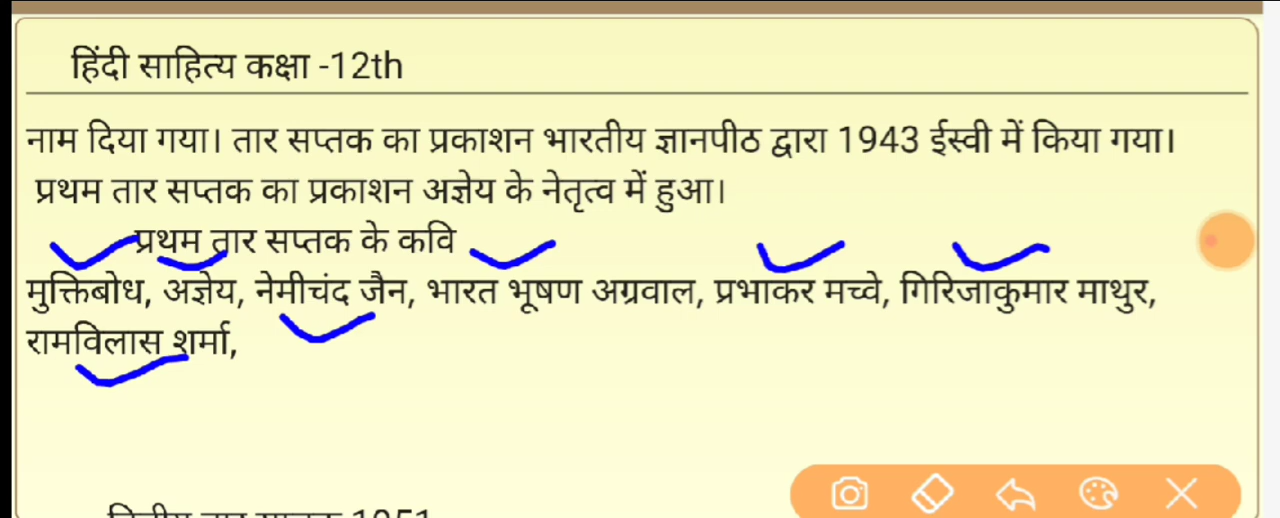 हिंदी साहित्य कक्षा -12th
नाम दिया गया। तार सप्तक का प्रकाशन भारतीय ज्ञानपीठ द्वारा 1943 ईस्वी में किया गया।
प्रथम तार सप्तक का प्रकाशन अज्ञेय के नेतृत्व में हुआ।
प्रथम तार सप्तक के कवि
मुक्तिबोध, अज्ञेय, नेमीचंद जैन, भारत भूषण अग्रवाल, प्रभाकर मच्वे, गिरिजाकुमार माथुर,
रामविलास शर्मा,